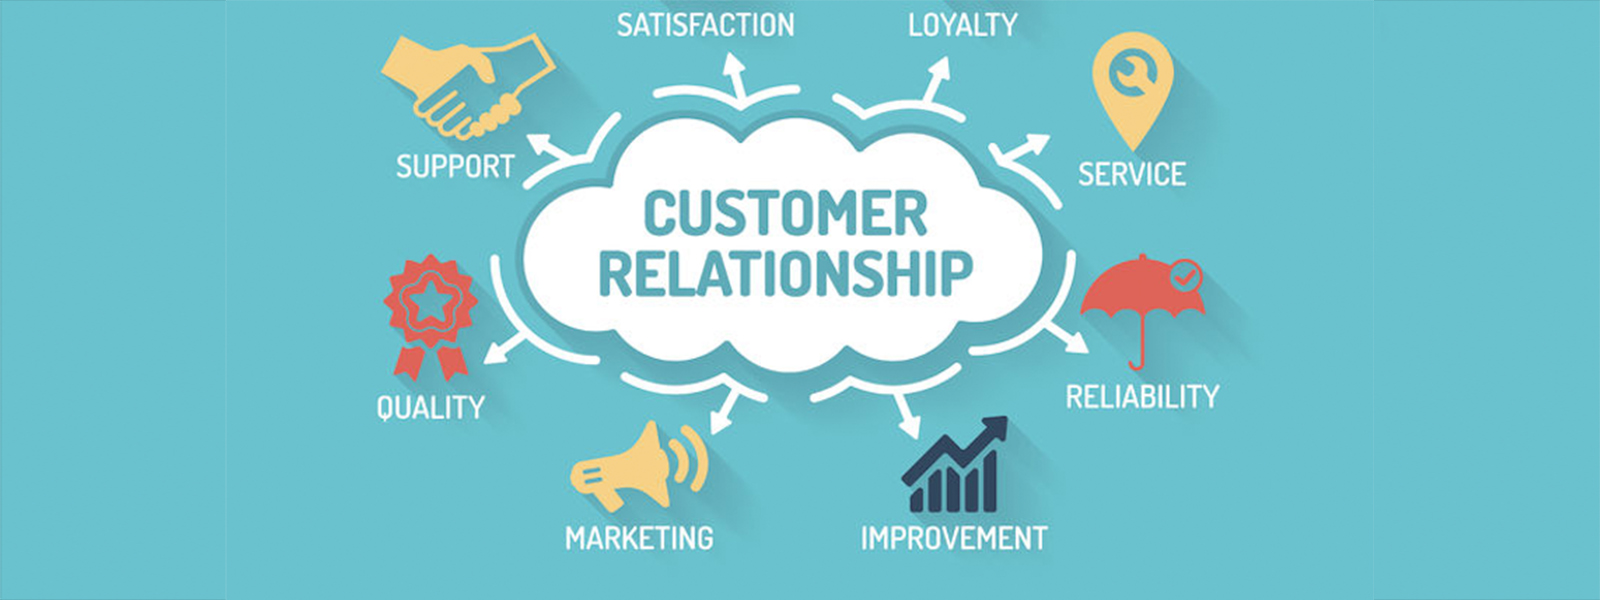 SATISFACTION
LOYALTY
SUPPORT
SERVICE
CUSTOMER
RELATIONSHIP
QUALITY
RELIABILITY
MARKETING
IMPROVEMENT